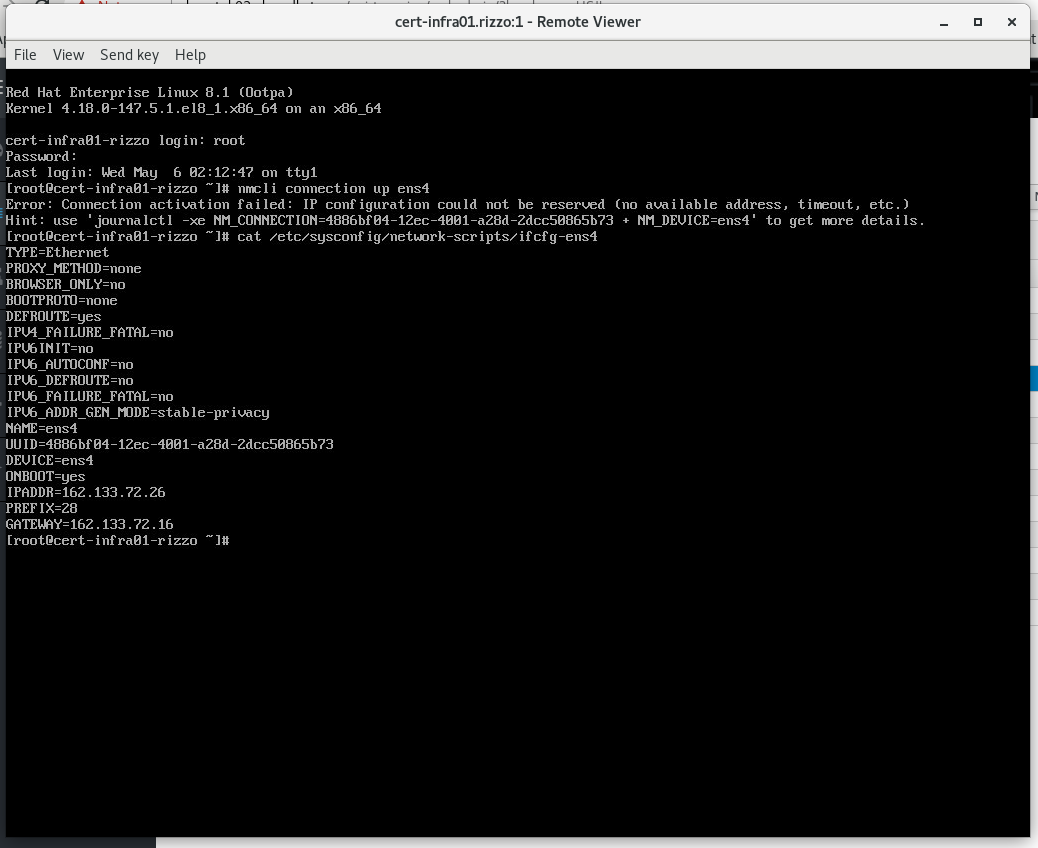 cert-infra01.rizzo:1 - Remote Viewer
File View Send key Help
Red Hat Enterprise Linux 8.1 (Ootpa)
Kernel 4.18.0-147.5.1.el8_1.x86_64 on an x86_64
cert-infra01-rizzo login: root
Password:
Last login: Wed May  6 02:12:47 on tty1
[root@cert-infra01-rizzo ~]# nmcli connection up ens4
Error: Connection activation failed: IP configuration could not be reserved (no available address, timeout, etc.)
Hint: use 'journalctl -xe NM_CONNECTION=4886bf04-12ec-4001-a28d-2dcc50865b73 + NM_DEVICE=ens4' to get more details.
[root@cert-infra01-rizzo ~]# cat /etc/sysconfig/network-scripts/ifcfg-ens4
TYPE=Ethernet
PROXY_METHOD=none
BROWSER_ONLY=no
BOOTPROTO=none
DEFROUTE=yes
IPV4_FAILURE_FATAL=no
IPV6INIT=no
IPV6_AUTOCONF=no
IPV6_DEFROUTE=no
IPV6_FAILURE_FATAL=no
IPV6_ADDR_GEN_MODE=stable-privacy
NAME=ens4
UUID=4886bf04-12ec-4001-a28d-2dcc50865b73
DEVICE=ens4
ONBOOT=yes
IPADDR=162.133.72.26
PREFIX=28
GATEWAY=162.133.72.16
[root@cert-infra01-rizzo ~]#